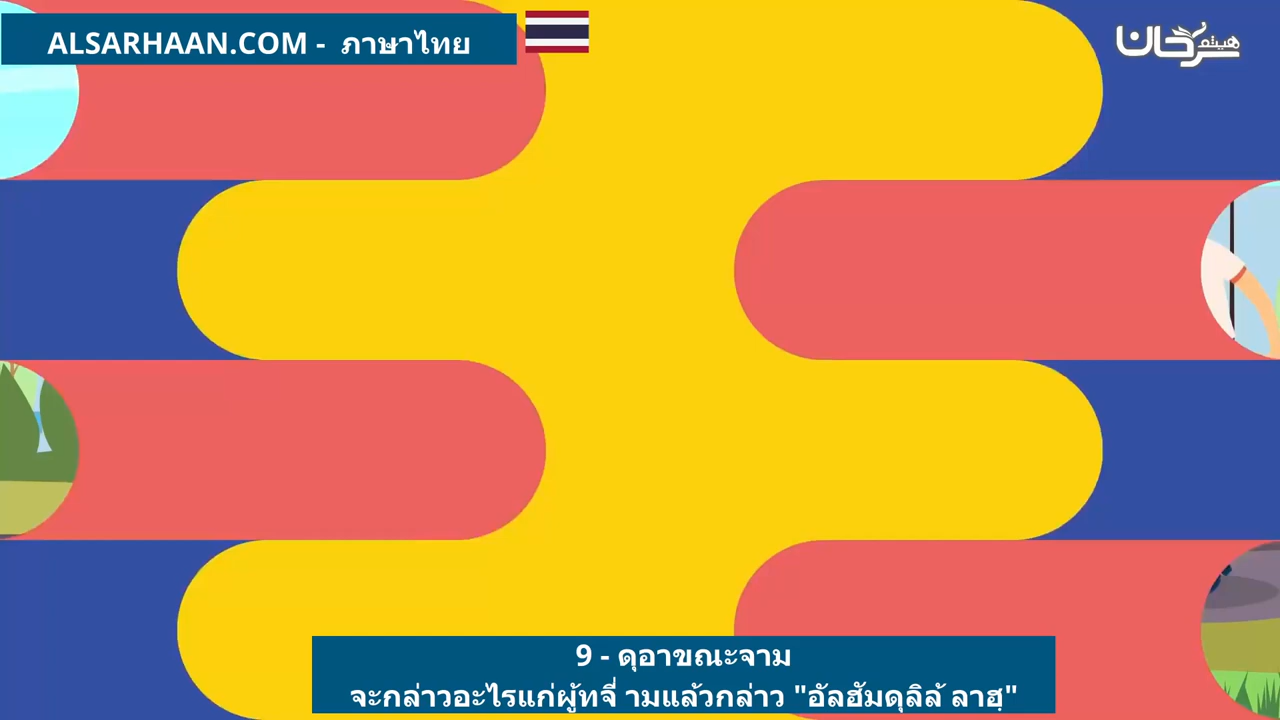 ALSARHAAN.COM - ภาษาไทย
هيثم
سرحان
9 - ดุอาขณะจาม
จะกล่าวอะไรแก่ผู้ที่จามแล้วกล่าว "อัลฮัมดุลิลลาฮฺ"